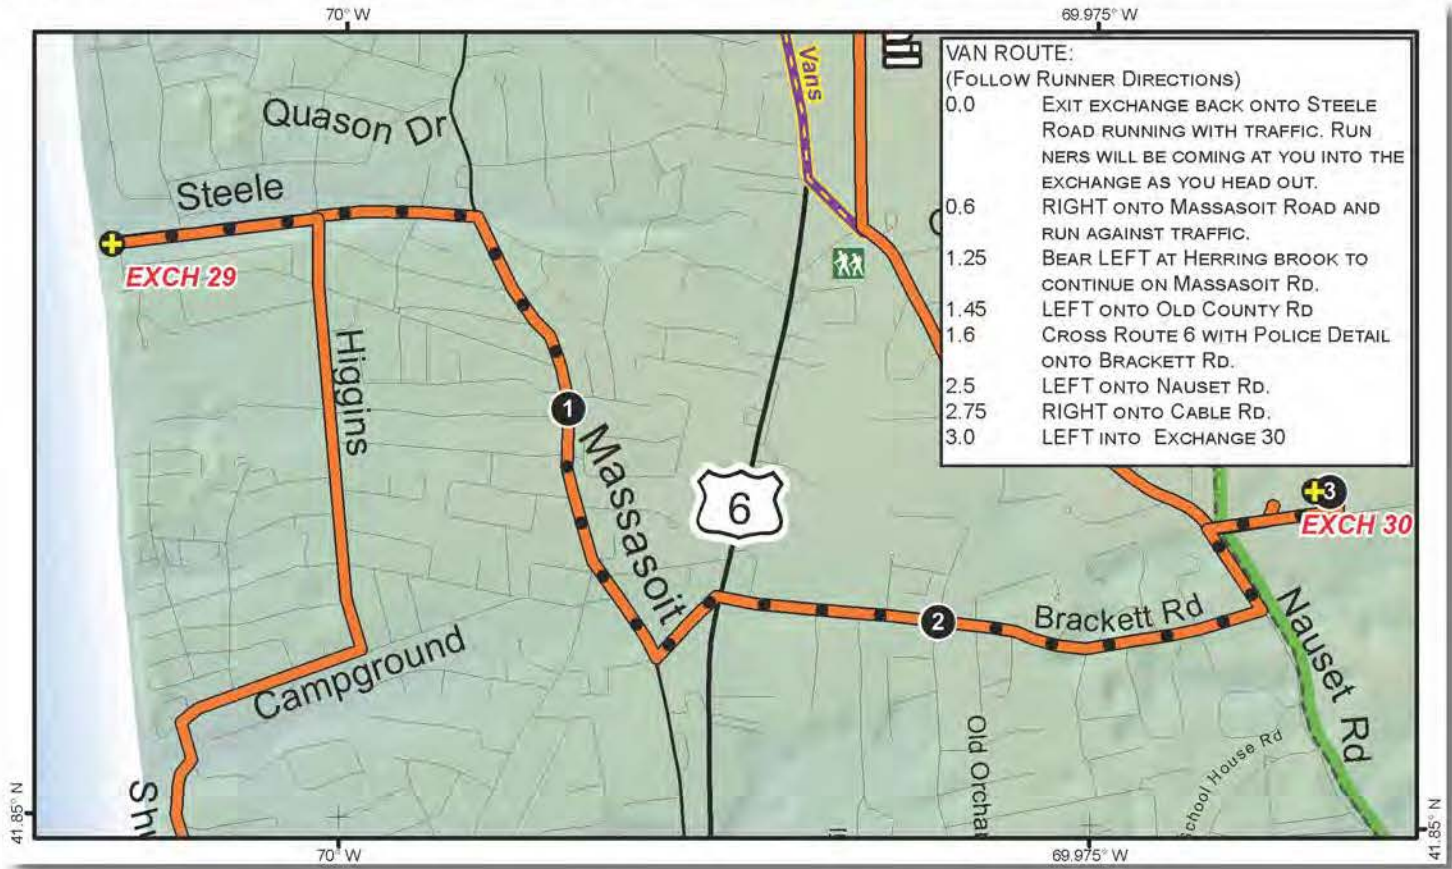 70° W
69.975° W
Vans
VAN ROUTE:
(FOLLOW RUNNER DIRECTIONS)
0.0 EXIT EXCHANGE BACK ONTO STEELE
ROAD RUNNING WITH TRAFFIC. RUN
NERS WILL BE COMING AT YOU INTO THE
EXCHANGE AS YOU HEAD OUT.
0.6 RIGHT ONTO MASSASOIT ROAD AND
RUN AGAINST TRAFFIC.
1.25 BEAR LEFT AT HERRING BROOK TO
CONTINUE ON MASSASOIT RD.
1.45 LEFT ONTO OLD COUNTY RD
1.6 CROSS ROUTE 6 WITH POLICE DETAIL
ONTO BRACKETT RD.
2.5 LEFT ONTO NAUSET RD.
2.75 RIGHT ONTO CABLE RD.
3.0 LEFT INTO EXCHANGE 30
Quason Dr
Steele
EXCH 29
Higgins
1
Massasoit
6
3
EXCH 30
2
Brackett Rd
Nauset Rd
Campground
Old Orchar
School House Rd
Shu
41.85° N
41.85° N
70° W
69.975° W